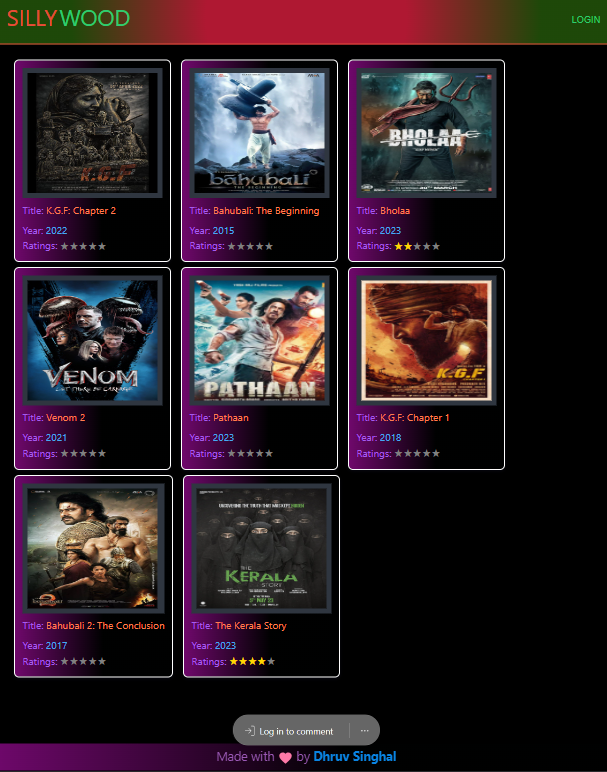 SILLYWOOD
LOGIN
K.G.F
Title: K.G.F: Chapter 2
Year: 2022
Ratings: ★★★★★
bahubali
THE BEGINNING
Title: Bahubali: The Beginning
Year: 2015
Ratings: ★★★★★
BHOLAA
Title: Bholaa
Year: 2023
Ratings: ★★★★★
VENOM
LET THERE BE CARNAGE
Title: Venom 2
Year: 2021
Ratings: ★★★★★
PATHAAN
Title: Pathaan
Year: 2023
Ratings: ★★★★★
K.G.F
Title: K.G.F: Chapter 1
Year: 2018
Ratings: ★★★★★
2
Title: Bahubali 2: The Conclusion
Year: 2017
Ratings: ★★★★★
THE
KERALA
STORY
Title: The Kerala Story
Year: 2023
Ratings: ★★★★★
Log in to comment ...
Made with by Dhruv Singhal